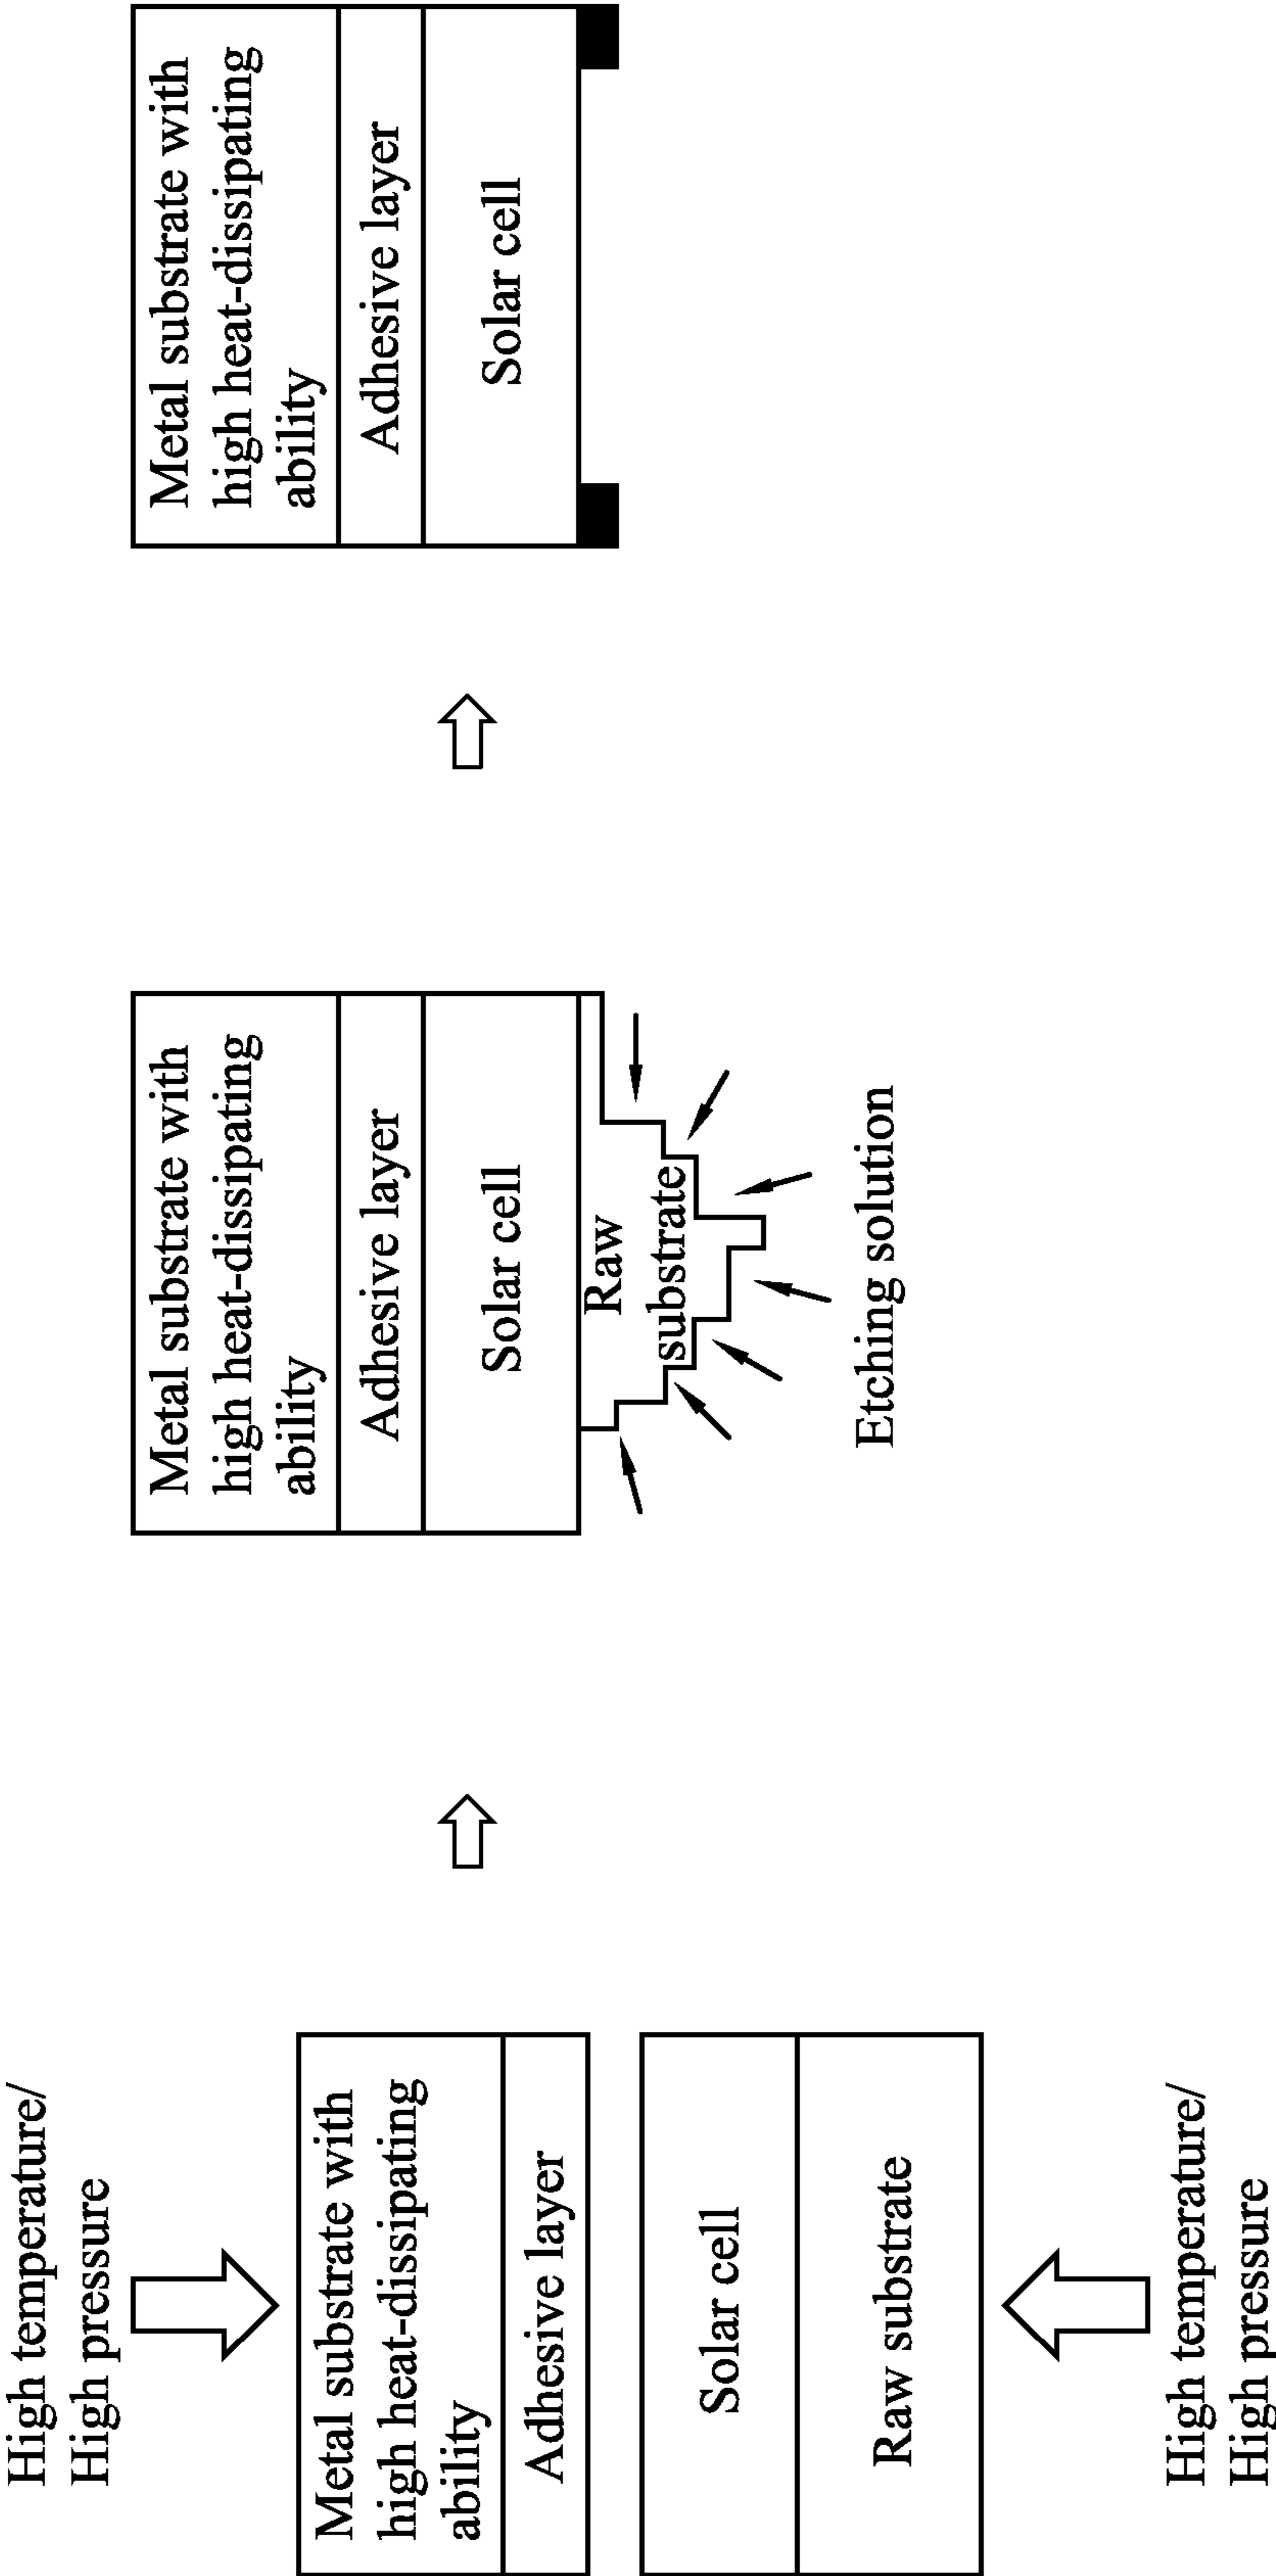 High temperature/
High pressure
Metal substrate with
high heat-dissipating
ability
Adhesive layer
Solar cell
Raw substrate
High temperature/
High pressure
Metal substrate with
high heat-dissipating
ability
Adhesive layer
Solar cell
Raw
substrate
Etching solution
Metal substrate with
high heat-dissipating
ability
Adhesive layer
Solar cell